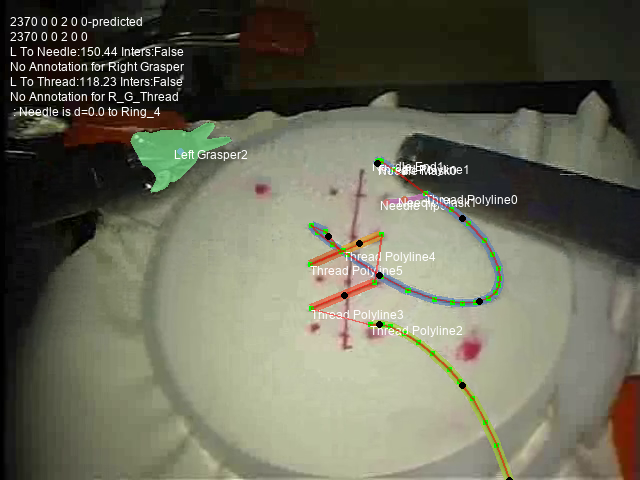 2370 0 0 2 0 0-predicted
2370 0 0 2 0 0
L To Needle:150.44 Inters:False
No Annotation for Right Grasper
L To Thread:118.23 Inters:False
No Annotation for R_G_Thread
: Needle is d=0.0 to Ring_4
Left Grasper2
Thread Polyline0
Thread Polyline4
Thread Polyline5
Thread Polyline3
Thread Polyline2